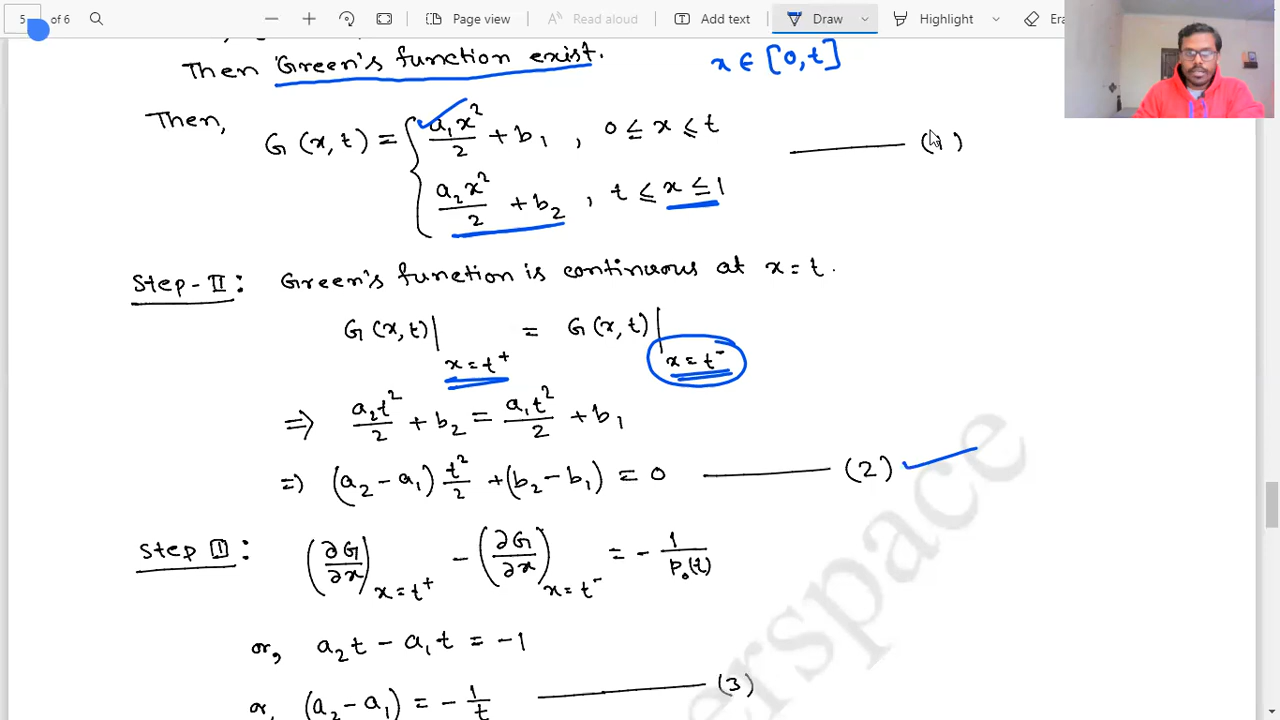 5 of 6 Page view Read aloud Add text Draw Highlight
Then Green's function exist. x ∈ [0,t]
Then, G(x,t) = { a₁x²/2 + b₁ , 0 ≤ x ≤ t (1)
a₂x²/2 + b₂ , t ≤ x ≤ 1
Step-II: Green's function is continuous at x = t.
G(x,t)|ₓ₌ₜ⁺ = G(x,t)|ₓ₌ₜ⁻
⇒ a₂t²/2 + b₂ = a₁t²/2 + b₁
⇒ (a₂ - a₁) t²/2 + (b₂ - b₁) = 0 (2)
(∂G/∂x)ₓ₌ₜ⁺ - (∂G/∂x)ₓ₌ₜ⁻ = - 1/P₀(t)
or, a₂t - a₁t = -1
or, (a₂ - a₁) = - 1/t (3)
erspace